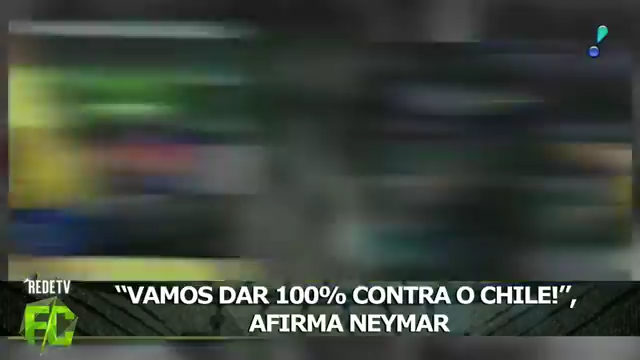 "VAMOS DAR 100% CONTRA O CHILE!",
AFIRMA NEYMAR
REDETV
FC